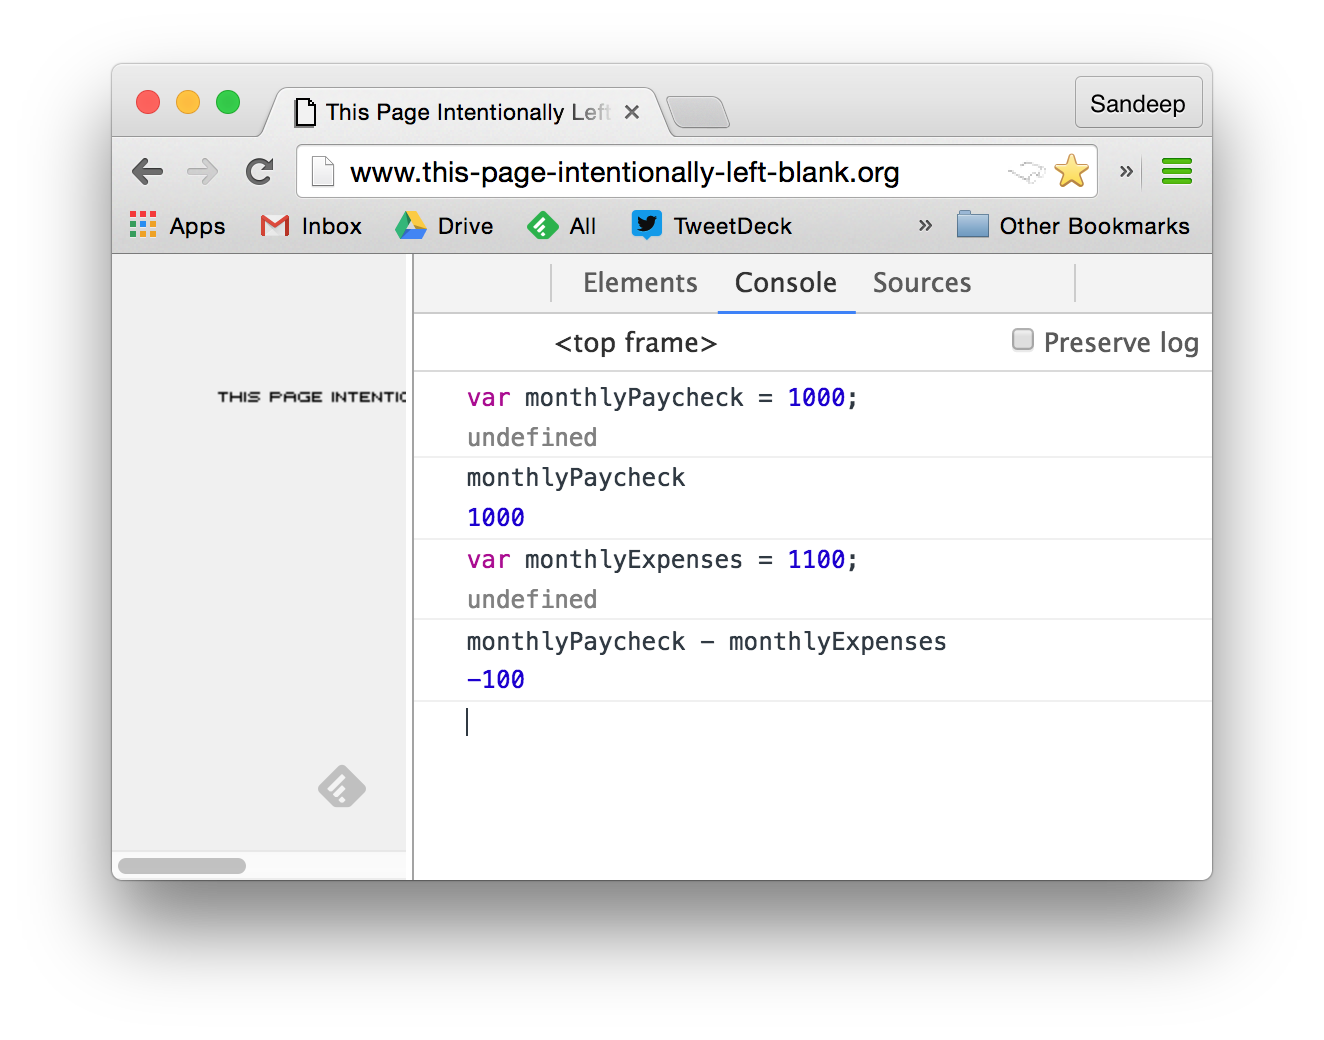 This Page Intentionally Left
Sandeep
www.this-page-intentionally-left-blank.org
»
Apps Inbox Drive All TweetDeck » Other Bookmarks
Elements Console Sources
<top frame> Preserve log
THIS PAGE INTENTIO
var monthlyPaycheck = 1000;
undefined
monthlyPaycheck
1000
var monthlyExpenses = 1100;
undefined
monthlyPaycheck - monthlyExpenses
-100